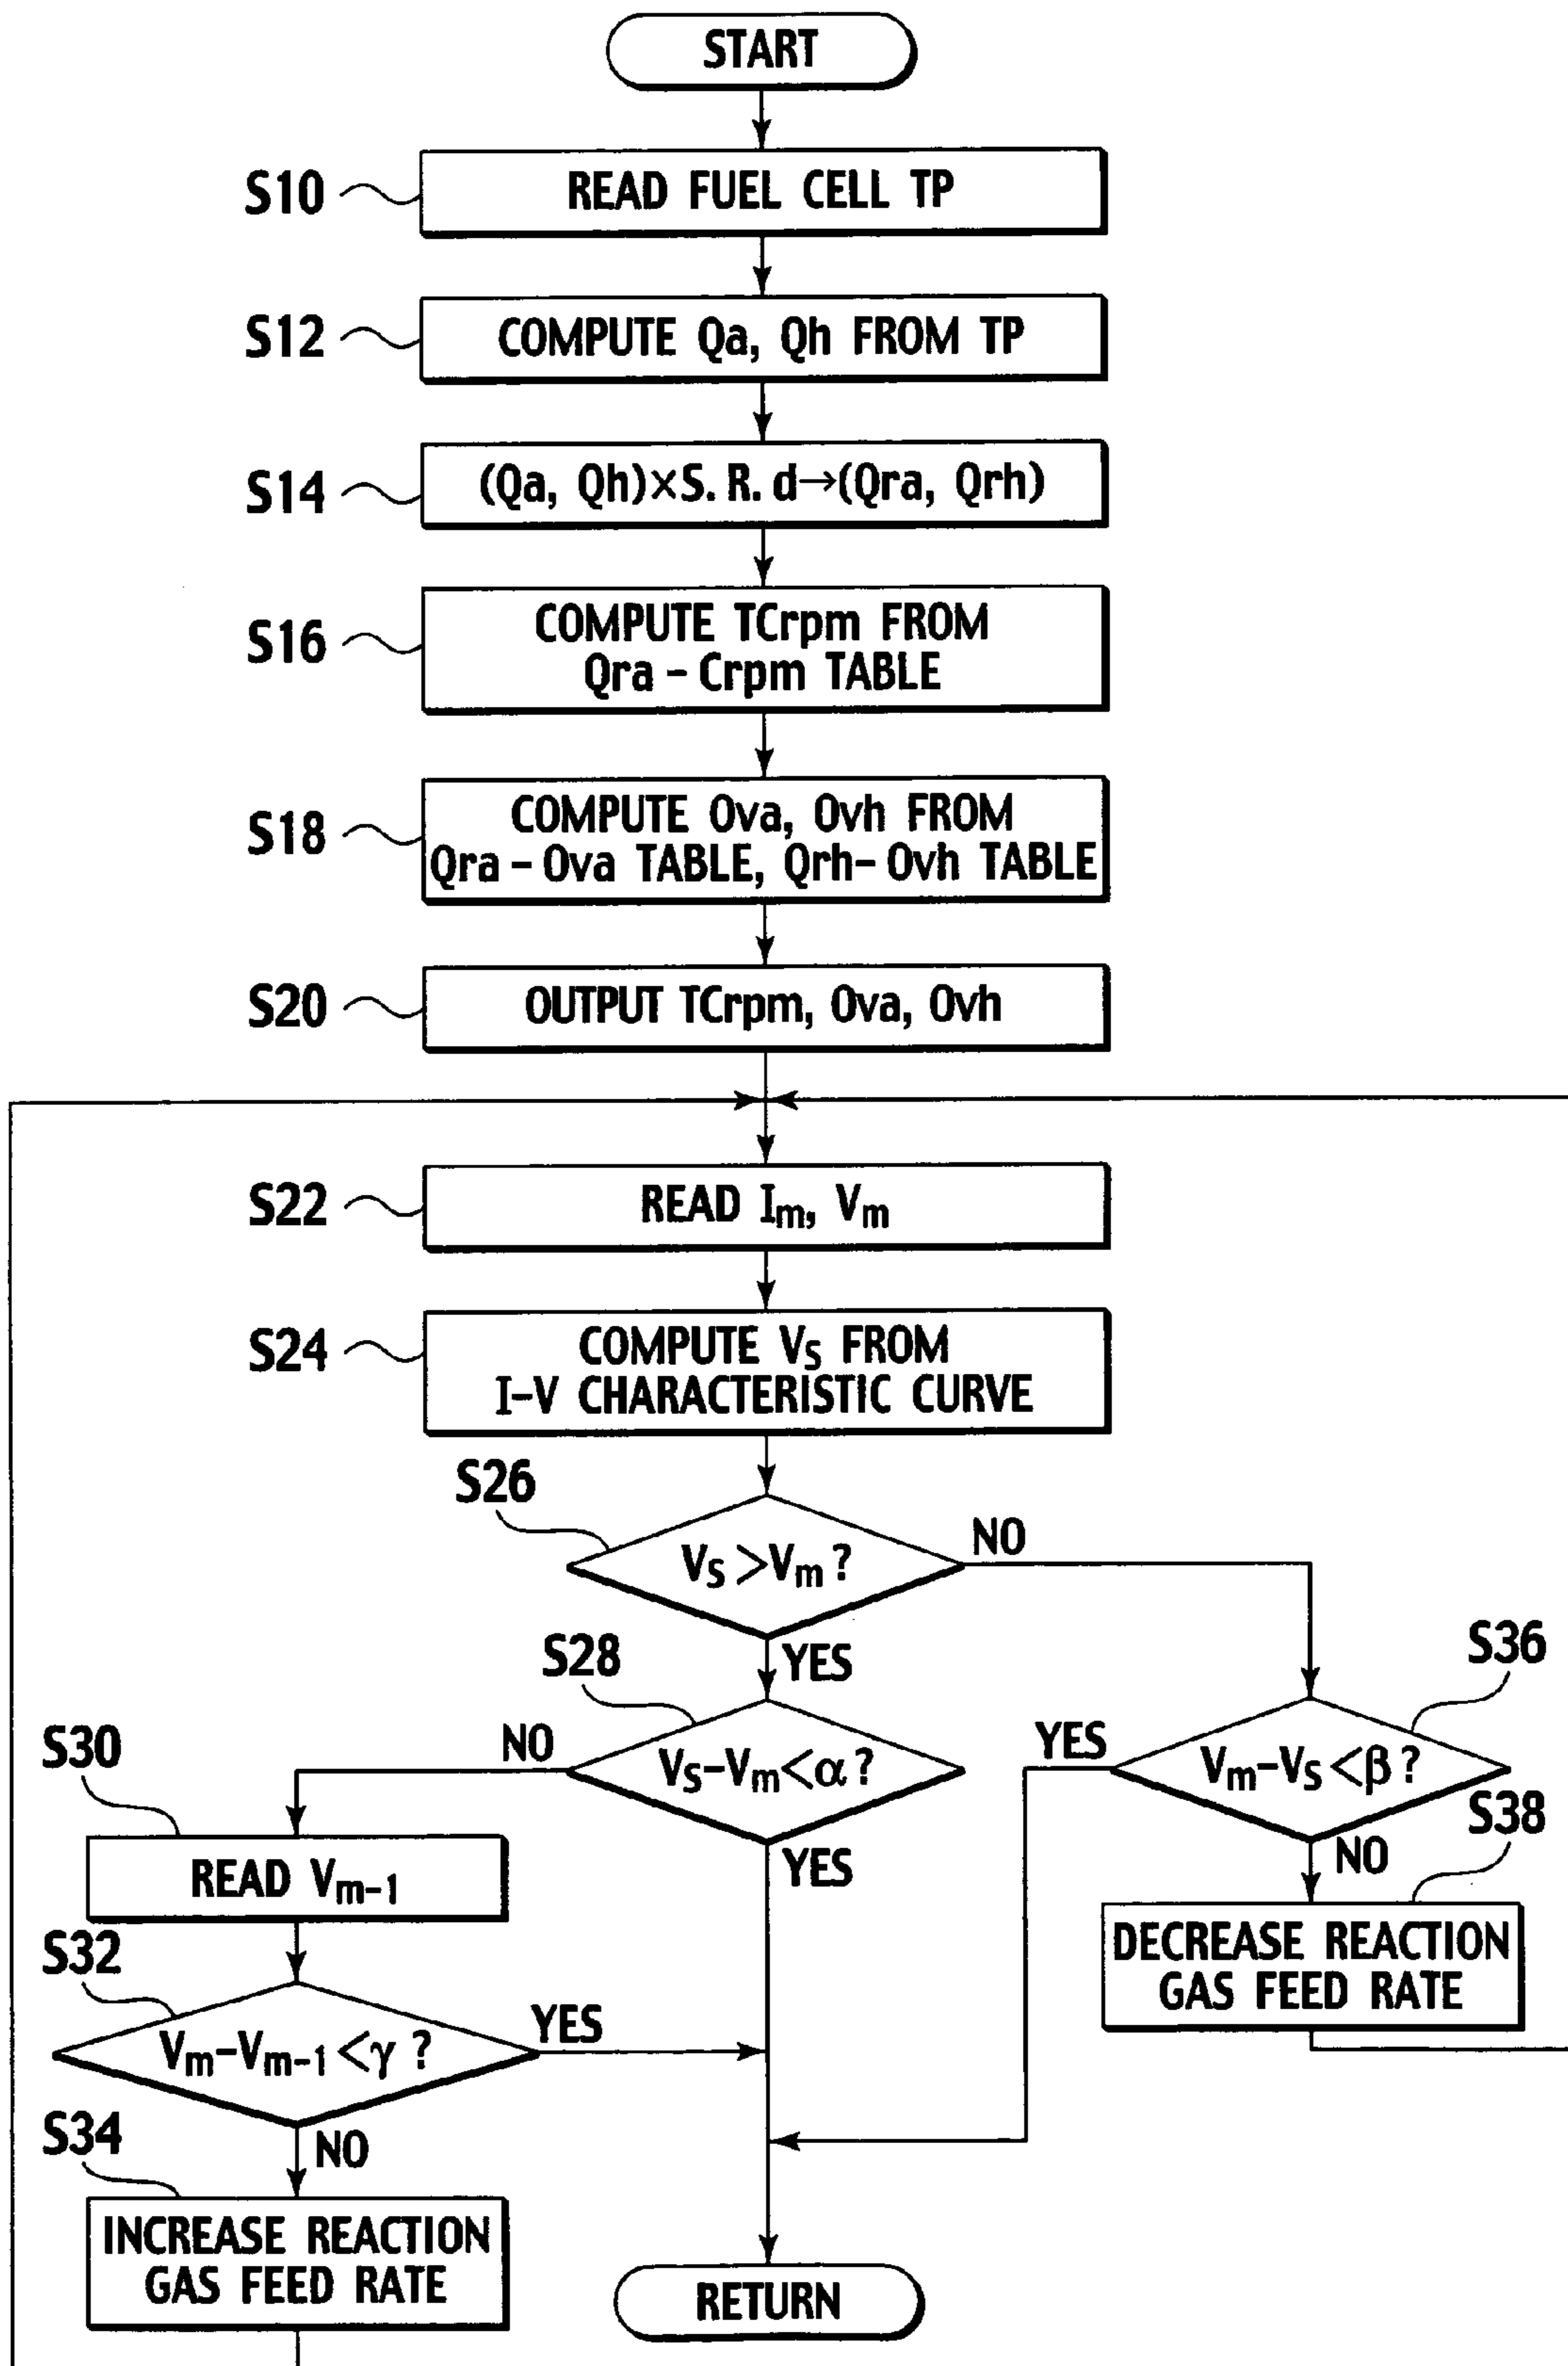 START
S10
READ FUEL CELL TP
S12
COMPUTE Qa, Qh FROM TP
S14
(Qa, Qh)×S. R. d→(Qra, Qrh)
S16
COMPUTE TCrpm FROM
Qra – Crpm TABLE
S18
COMPUTE Ova, Ovh FROM
Qra – Ova TABLE, Qrh– Ovh TABLE
S20
OUTPUT TCrpm, Ova, Ovh
S22
READ Im, Vm
S24
COMPUTE VS FROM
I–V CHARACTERISTIC CURVE
S26
VS >Vm ?
NO
YES
S28
VS–Vm<α ?
NO
YES
S36
Vm–VS <β ?
YES
NO
S38
DECREASE REACTION
GAS FEED RATE
S30
READ Vm–1
S32
Vm–Vm–1 <γ ?
YES
NO
S34
INCREASE REACTION
GAS FEED RATE
RETURN